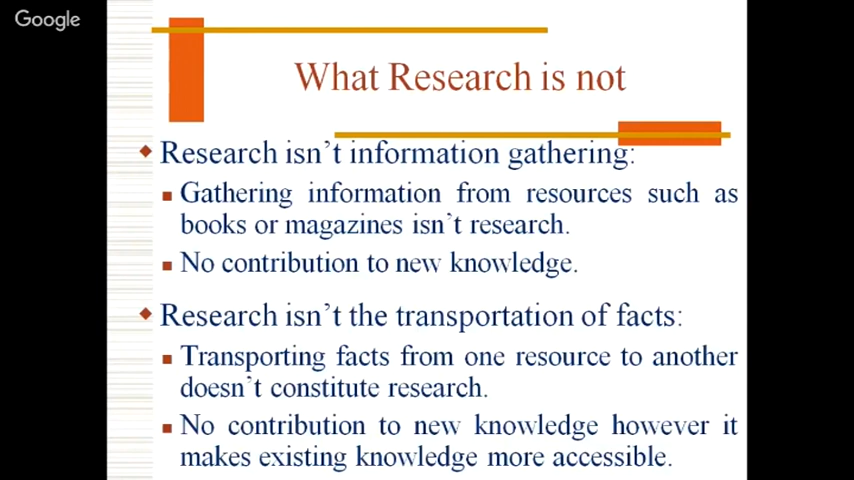 Google
What Research is not
Research isn't information gathering:
Gathering information from resources such as
books or magazines isn't research.
No contribution to new knowledge.
Research isn't the transportation of facts:
Transporting facts from one resource to another
doesn't constitute research.
No contribution to new knowledge however it
makes existing knowledge more accessible.